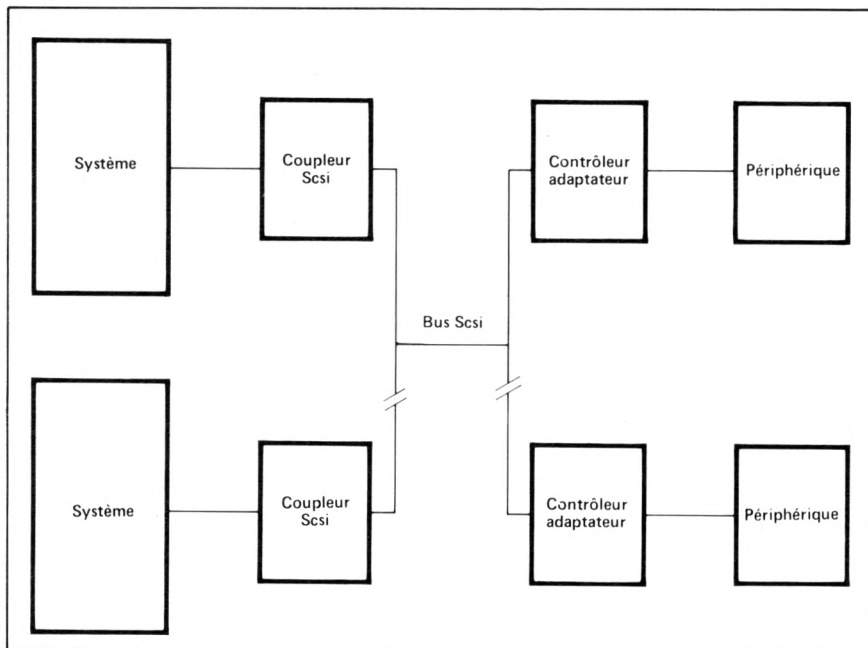 Système
Coupleur
Scsi
Contrôleur
adaptateur
Périphérique
Bus Scsi
Système
Coupleur
Scsi
Contrôleur
adaptateur
Périphérique